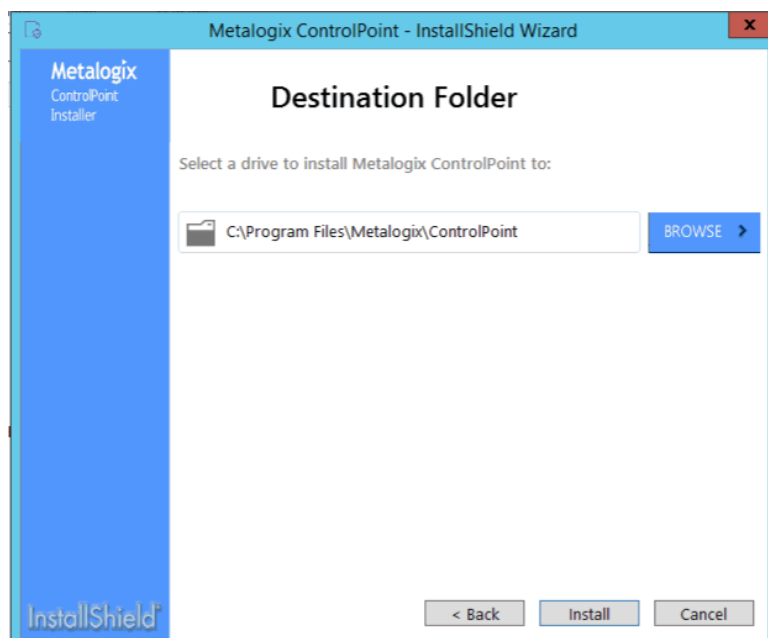 Metalogix ControlPoint - InstallShield Wizard
x
Metalogix
ControlPoint
Installer
Destination Folder
Select a drive to install Metalogix ControlPoint to:
C:\Program Files\Metalogix\ControlPoint
BROWSE >
InstallShield
< Back
Install
Cancel